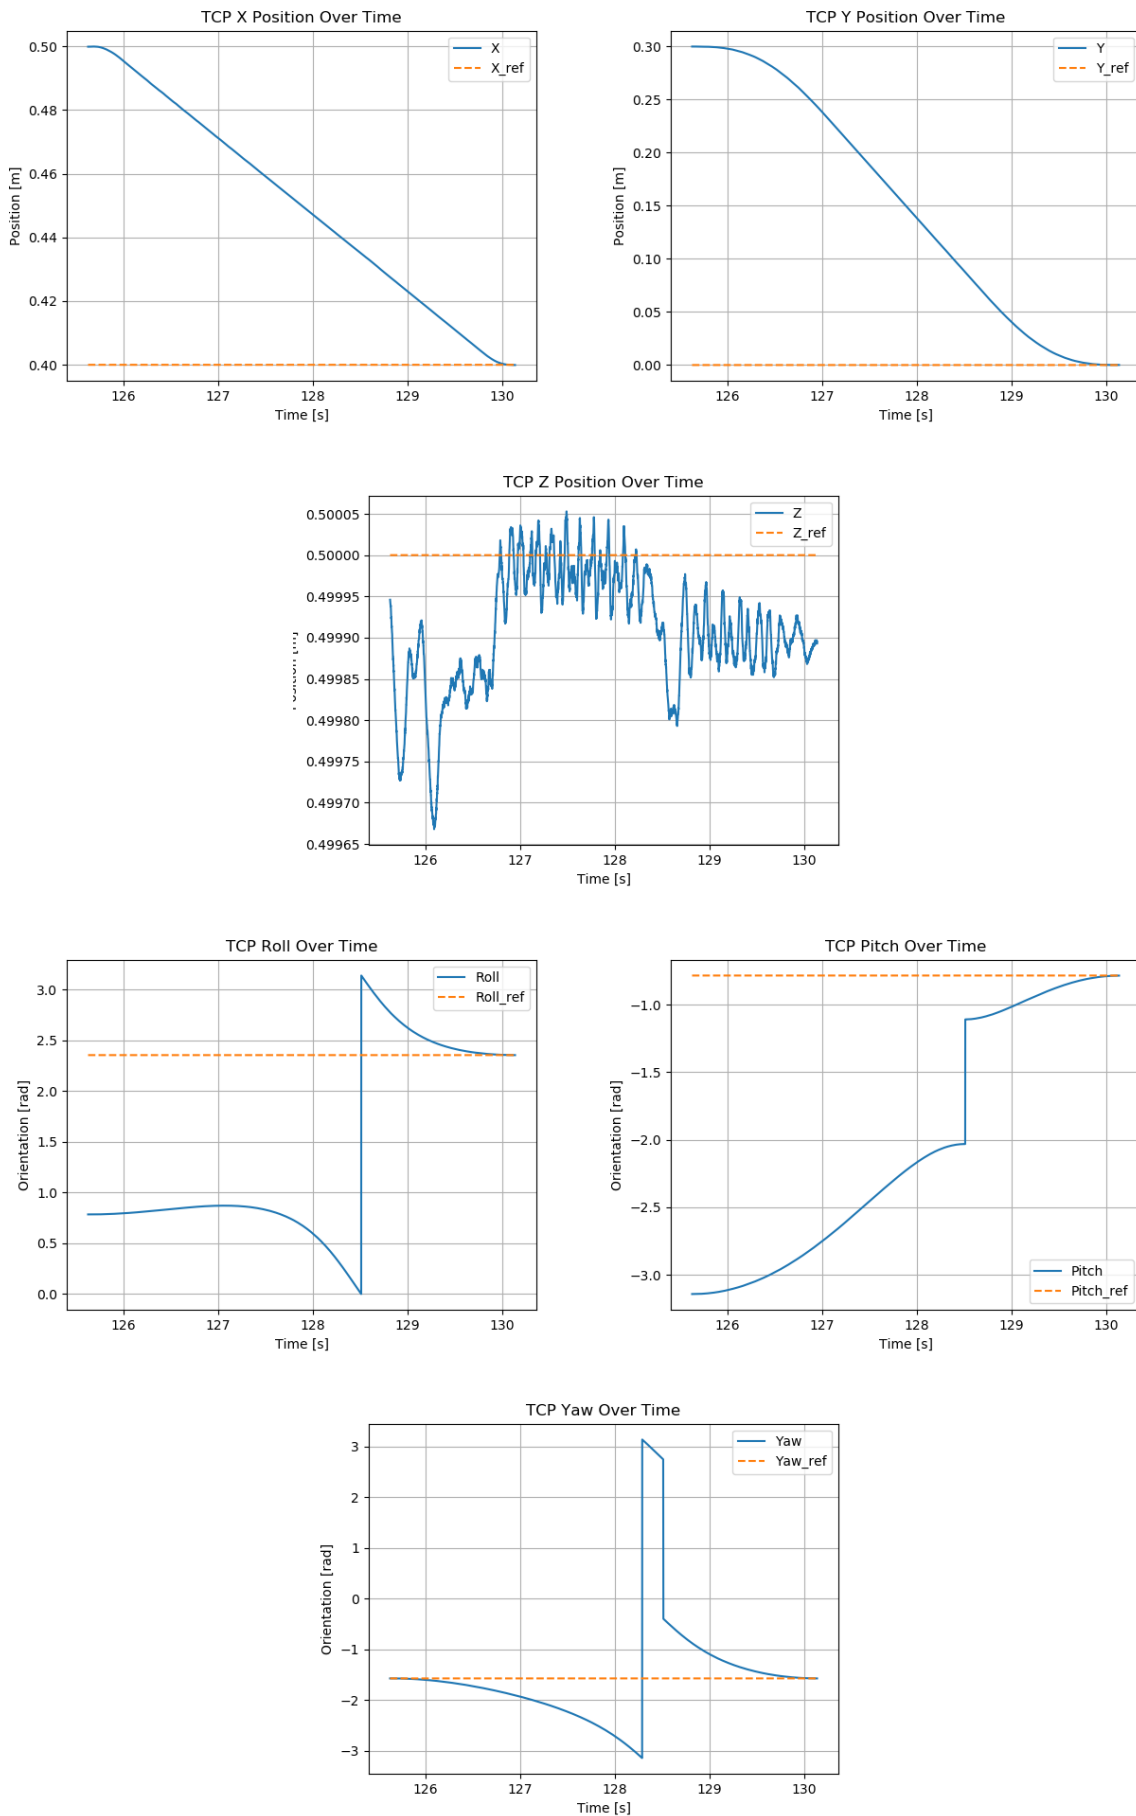 TCP X Position Over Time
Position [m]
0.50
0.48
0.46
0.44
0.42
0.40
X
X_ref
126 127 128 129 130
Time [s]
TCP Y Position Over Time
Position [m]
0.30
0.25
0.20
0.15
0.10
0.05
0.00
Y
Y_ref
126 127 128 129 130
Time [s]
TCP Z Position Over Time
0.50005
0.50000
0.49995
0.49990
0.49985
0.49980
0.49975
0.49970
0.49965
Z
Z_ref
126 127 128 129 130
Time [s]
TCP Roll Over Time
Orientation [rad]
3.0
2.5
2.0
1.5
1.0
0.5
0.0
Roll
Roll_ref
126 127 128 129 130
Time [s]
TCP Pitch Over Time
Orientation [rad]
−1.0
−1.5
−2.0
−2.5
−3.0
Pitch
Pitch_ref
126 127 128 129 130
Time [s]
TCP Yaw Over Time
Orientation [rad]
3
2
1
0
−1
−2
−3
Yaw
Yaw_ref
126 127 128 129 130
Time [s]